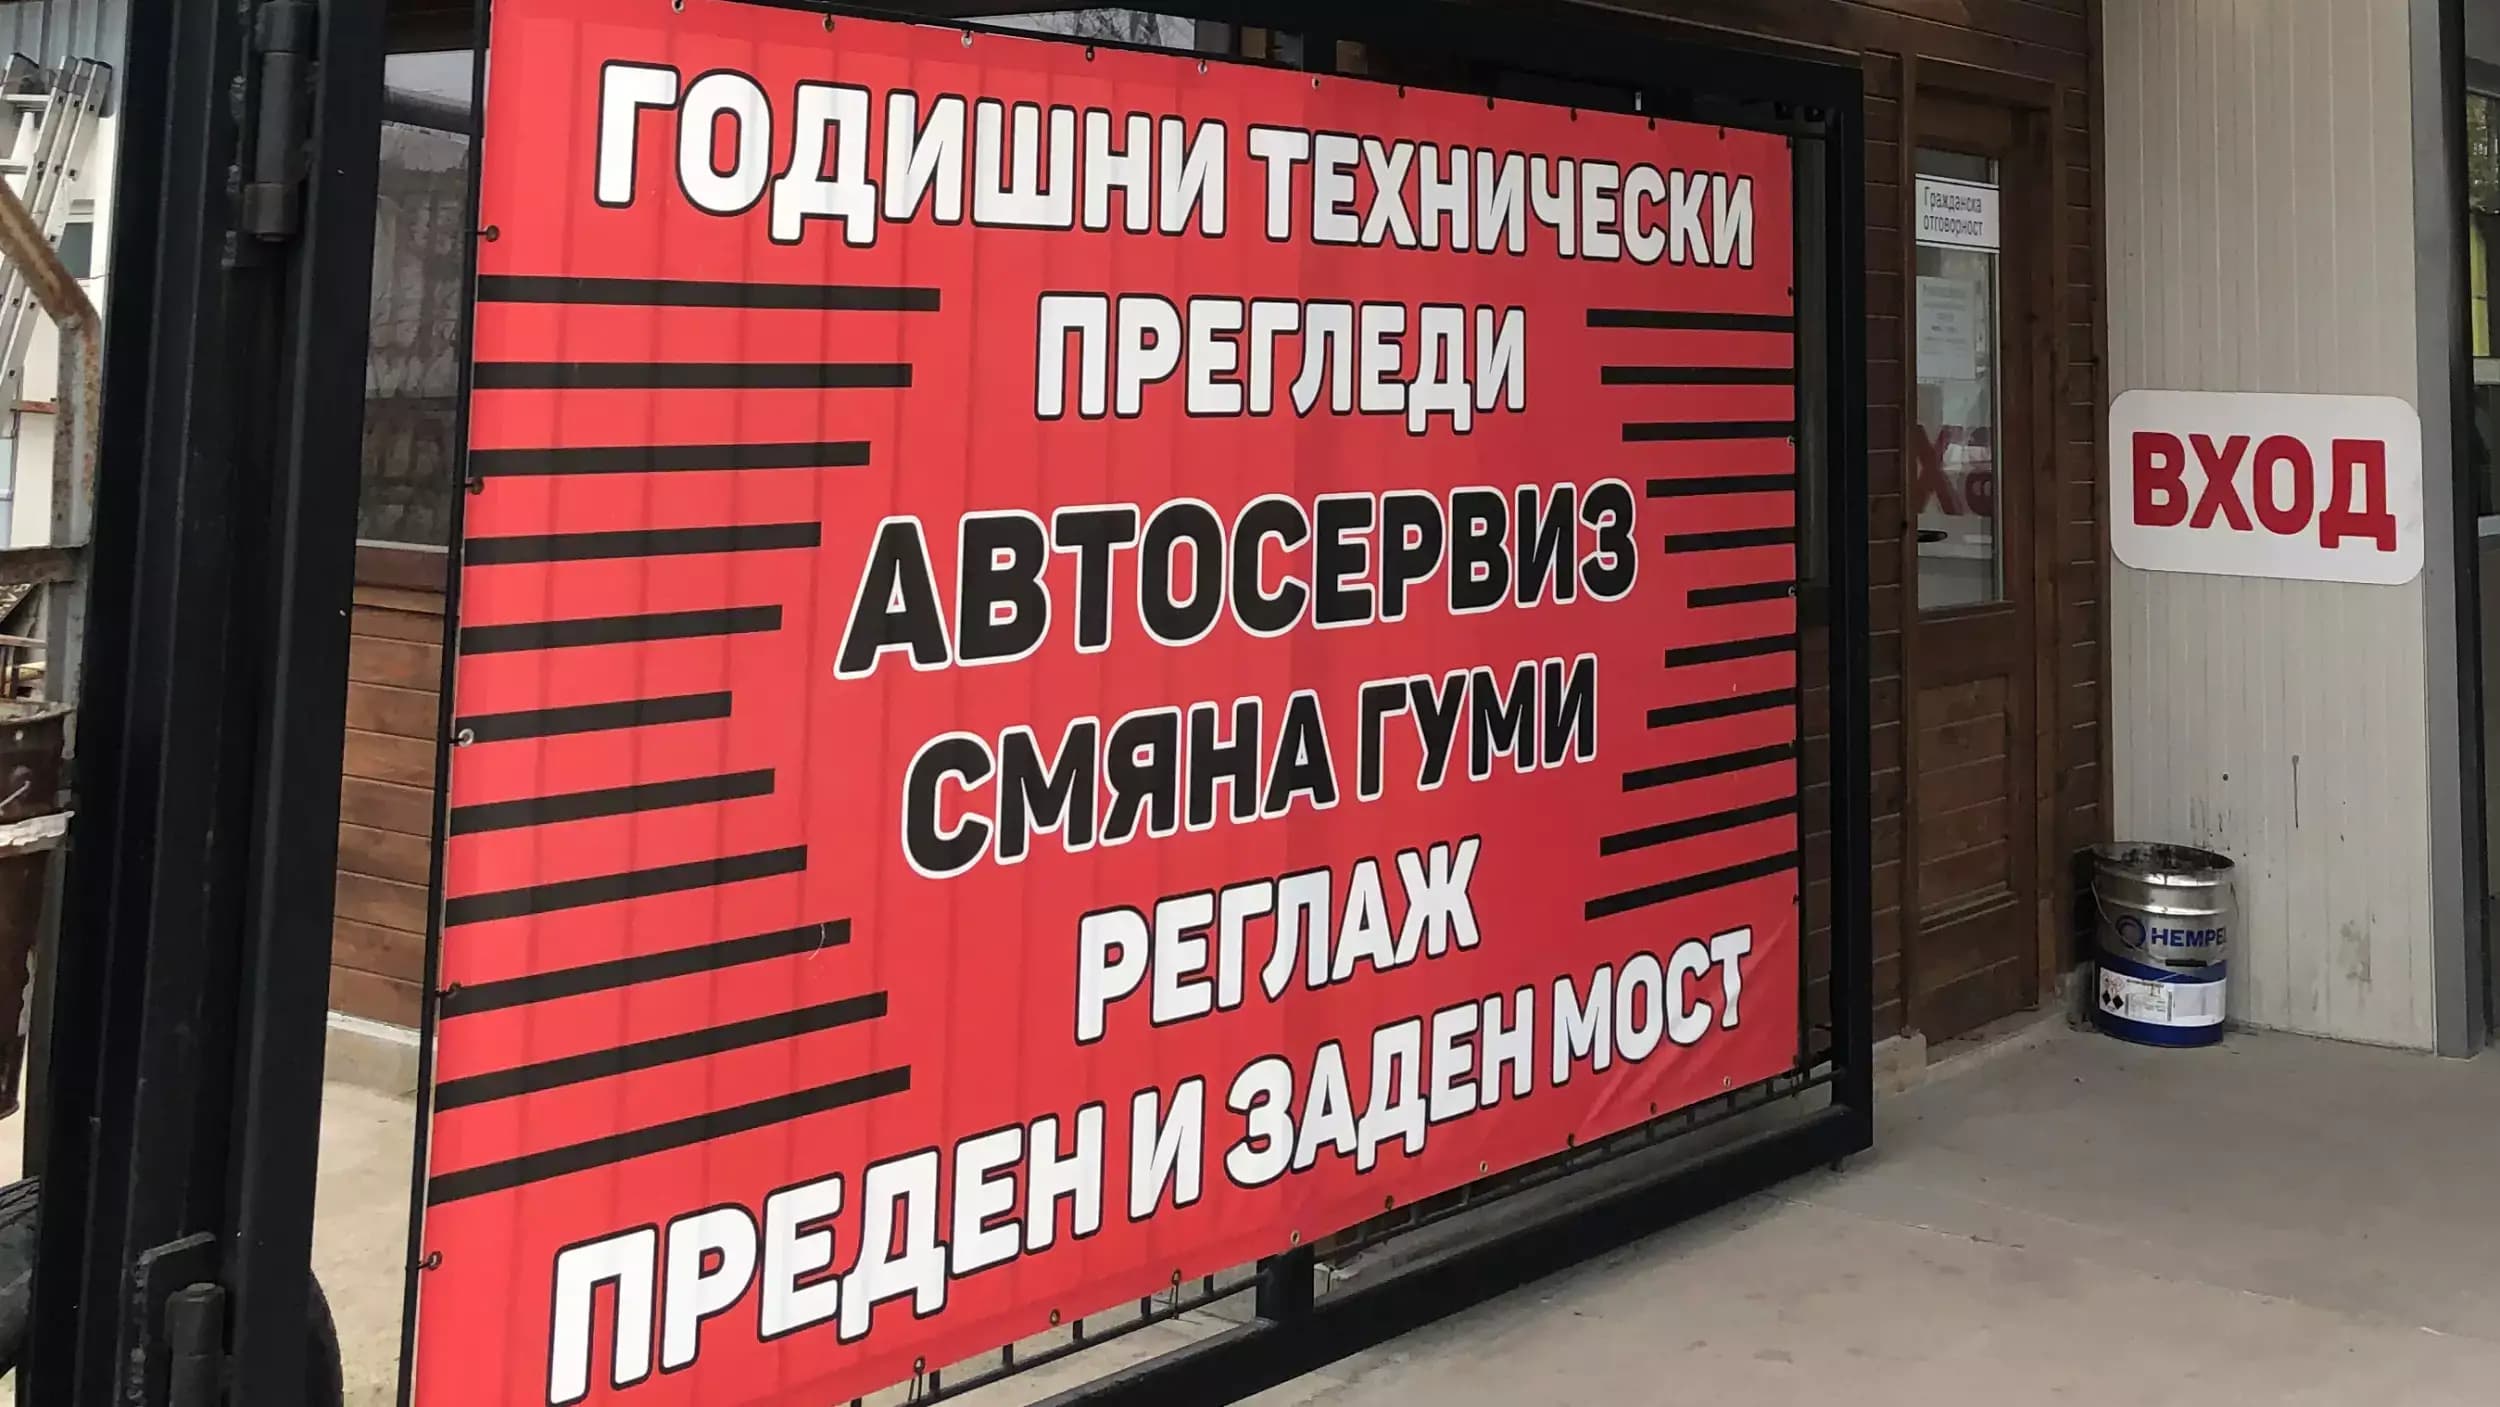 ГОДИШНИ ТЕХНИЧЕСКИ
ПРЕГЛЕДИ
АВТОСЕРВИЗ
СМЯНА ГУМИ
РЕГЛАЖ
ПРЕДЕН И ЗАДЕН МОСТ
Гражданска
отговорност
ВХОД
HEMPEL